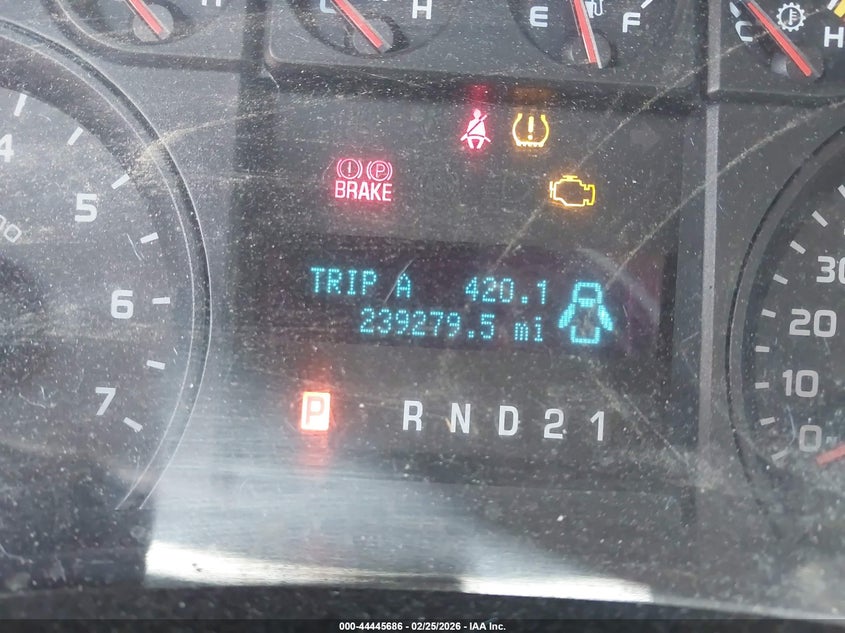 H
L H
E F
C H
4
5
6
7
BRAKE
P
TRIP A 420.1
239279.5 mi
P R N D 2 1
30
20
10
0
000-44445686 - 02/25/2026 - IAA Inc.